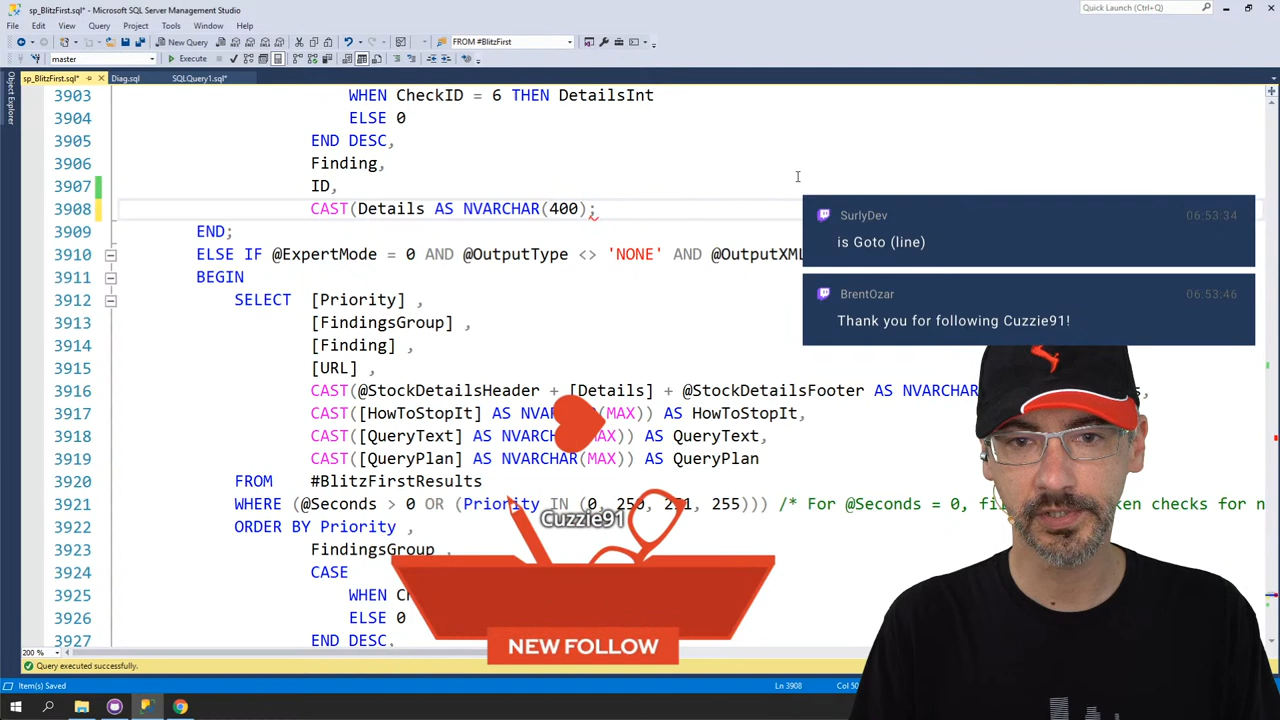 sp_BlitzFirst.sql* - Microsoft SQL Server Management Studio
Quick Launch (Ctrl+Q)
File Edit View Query Project Tools Window Help
New Query
FROM #BlitzFirst
master
Execute
sp_BlitzFirst.sql*
Diag.sql
SQLQuery1.sql*
Object Explorer
3903 WHEN CheckID = 6 THEN DetailsInt
3904 ELSE 0
3905 END DESC,
3906 Finding,
3907 ID,
3908 CAST(Details AS NVARCHAR(400);
3909 END;
3910 ELSE IF @ExpertMode = 0 AND @OutputType <> 'NONE' AND @OutputXML
3911 BEGIN
3912 SELECT [Priority] ,
3913 [FindingsGroup] ,
3914 [Finding] ,
3915 [URL] ,
3916 CAST(@StockDetailsHeader + [Details] + @StockDetailsFooter AS NVARCHAR
3917 CAST([HowToStopIt] AS NVAR (MAX)) AS HowToStopIt,
3918 CAST([QueryText] AS NVARCH MAX)) AS QueryText,
3919 CAST([QueryPlan] AS NVARCHAR(MAX)) AS QueryPlan
3920 FROM #BlitzFirstResults
3921 WHERE (@Seconds > 0 OR (Priority IN (0, 250, 251, 255))) /* For @Seconds = 0, fi ken checks for n
3922 ORDER BY Priority ,
3923 FindingsGroup ,
3924 CASE
3925 WHEN
3926 ELSE 0
3927 END DESC,
SurlyDev 06:53:34
is Goto (line)
BrentOzar 06:53:46
Thank you for following Cuzzie91!
Cuzzie91
NEW FOLLOW
200 %
Query executed successfully.
Item(s) Saved
Ln 3908
Col 50